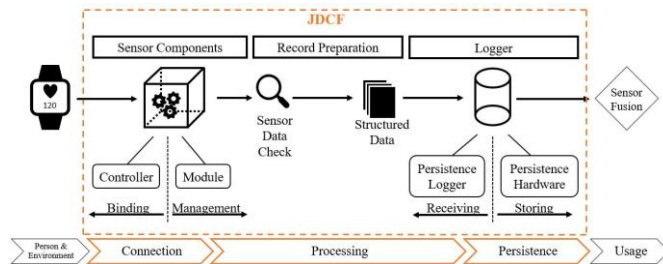 JDCF
Sensor Components
Record Preparation
Logger
120
Sensor
Data
Check
Structured
Data
Sensor
Fusion
Controller
Module
Persistence
Logger
Persistence
Hardware
Binding
Management
Receiving
Storing
Person &
Environment
Connection
Processing
Persistence
Usage